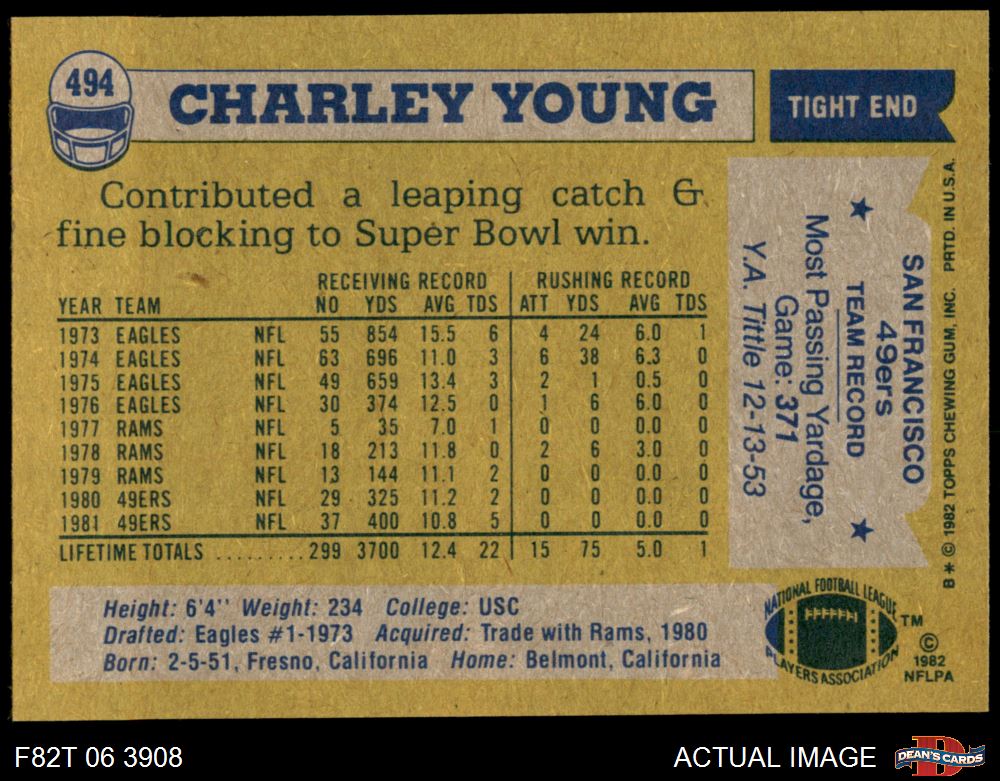 494
CHARLEY YOUNG
TIGHT END
Contributed a leaping catch &
fine blocking to Super Bowl win.
RECEIVING RECORD RUSHING RECORD
YEAR TEAM NO YDS AVG TDS ATT YDS AVG TDS
1973 EAGLES NFL 55 854 15.5 6 4 24 6.0 1
1974 EAGLES NFL 63 696 11.0 3 6 38 6.3 0
1975 EAGLES NFL 49 659 13.4 3 2 1 0.5 0
1976 EAGLES NFL 30 374 12.5 0 1 6 6.0 0
1977 RAMS NFL 5 35 7.0 1 0 0 0.0 0
1978 RAMS NFL 18 213 11.8 0 2 6 3.0 0
1979 RAMS NFL 13 144 11.1 2 0 0 0.0 0
1980 49ERS NFL 29 325 11.2 2 0 0 0.0 0
1981 49ERS NFL 37 400 10.8 5 0 0 0.0 0
LIFETIME TOTALS ......... 299 3700 12.4 22 15 75 5.0 1
SAN FRANCISCO
49ers
TEAM RECORD
Most Passing Yardage,
Game: 371
Y.A. Tittle 12-13-53
B * © 1982 TOPPS CHEWING GUM, INC. PRTD. IN U.S.A.
Height: 6'4" Weight: 234 College: USC
Drafted: Eagles #1-1973 Acquired: Trade with Rams, 1980
Born: 2-5-51, Fresno, California Home: Belmont, California
NATIONAL FOOTBALL LEAGUE
PLAYERS ASSOCIATION
TM
©
1982
NFLPA
F82T 06 3908
ACTUAL IMAGE
D
DEAN'S CARDS